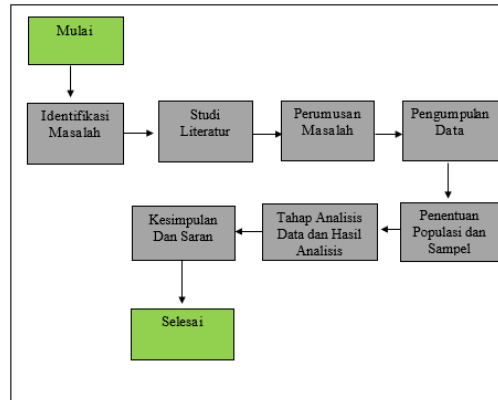 Mulai
Identifikasi
Masalah
Studi
Literatur
Perumusan
Masalah
Pengumpulan
Data
Penentuan
Populasi dan
Sampel
Tahap Analisis
Data dan Hasil
Analisis
Kesimpulan
Dan Saran
Selesai